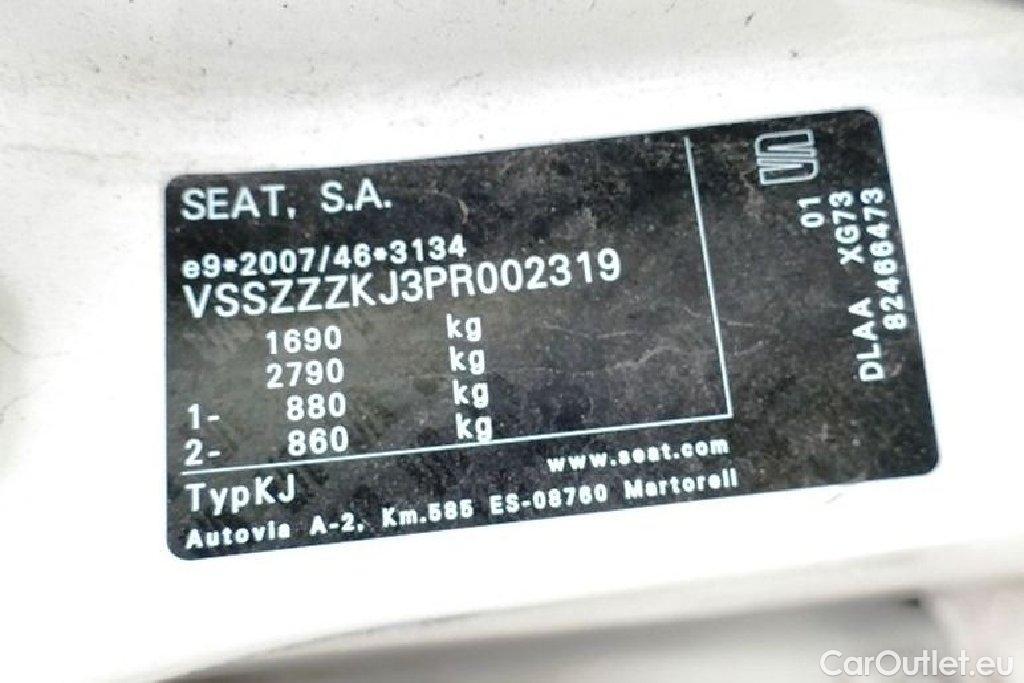 SEAT, S.A.
e9*2007/46*3134
VSSZZZKJ3PR002319
1690 kg
2790 kg
1- 880 kg
2- 860 kg
TypKJ
www.seat.com
Autovia A-2, Km.585 ES-08760 Martorell
01
DLAA XG73
82466473
CarOutlet.eu